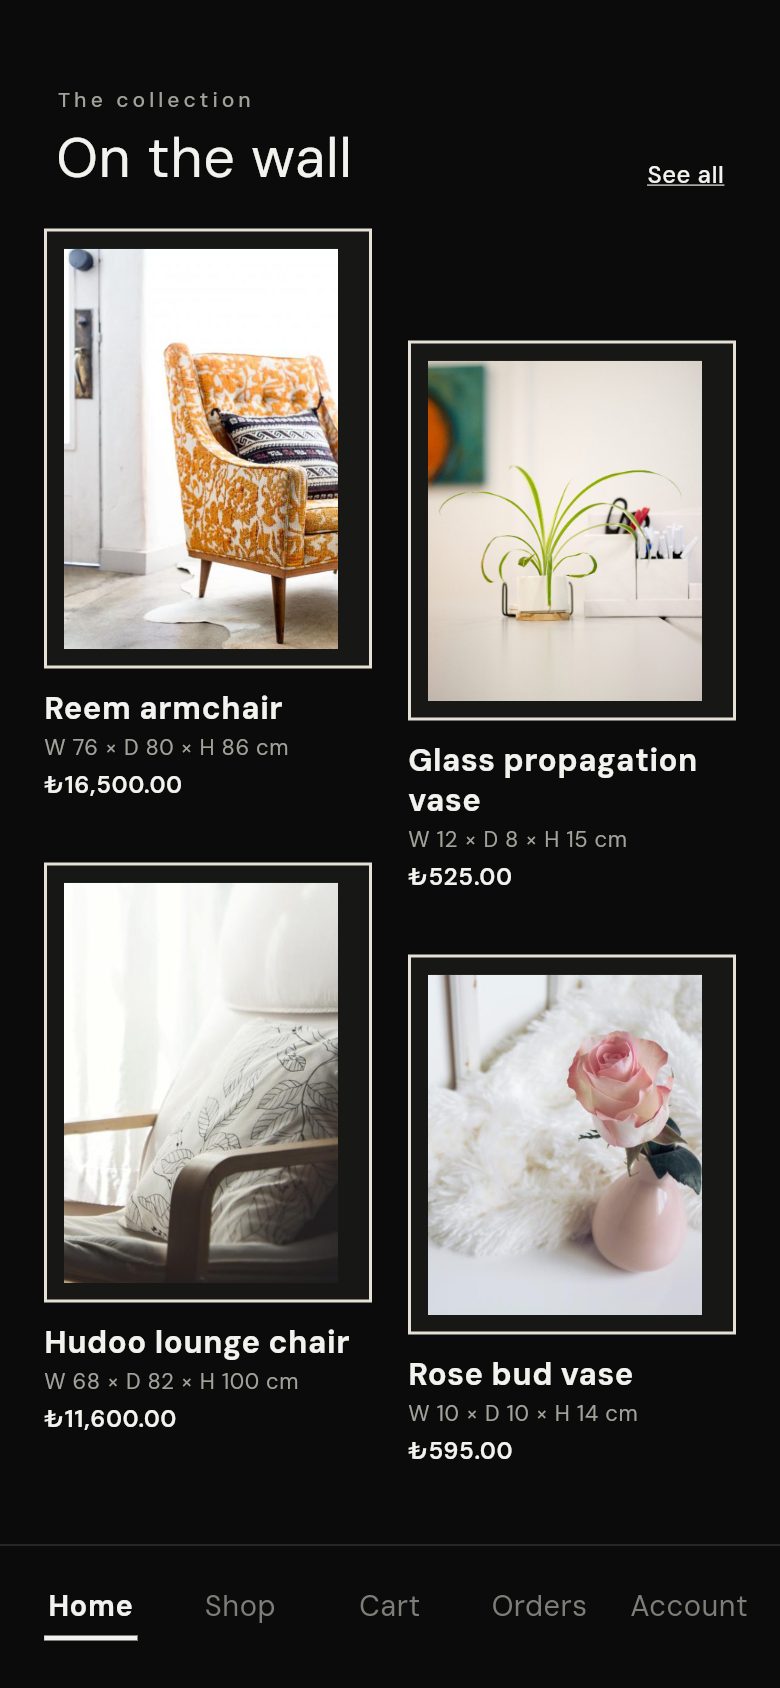 The collection
On the wall
See all
Reem armchair
W 76 × D 80 × H 86 cm
₺16,500.00
Glass propagation
vase
W 12 × D 8 × H 15 cm
₺525.00
Hudoo lounge chair
W 68 × D 82 × H 100 cm
₺11,600.00
Rose bud vase
W 10 × D 10 × H 14 cm
₺595.00
Home
Shop
Cart
Orders
Account